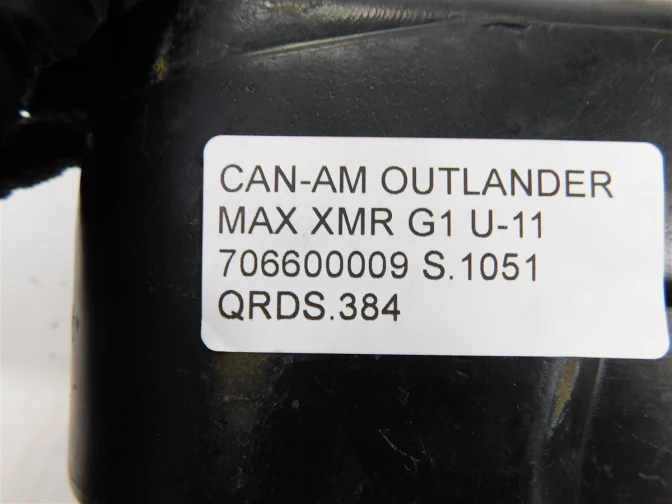 CAN-AM OUTLANDER
MAX XMR G1 U-11
706600009 S.1051
QRDS.384